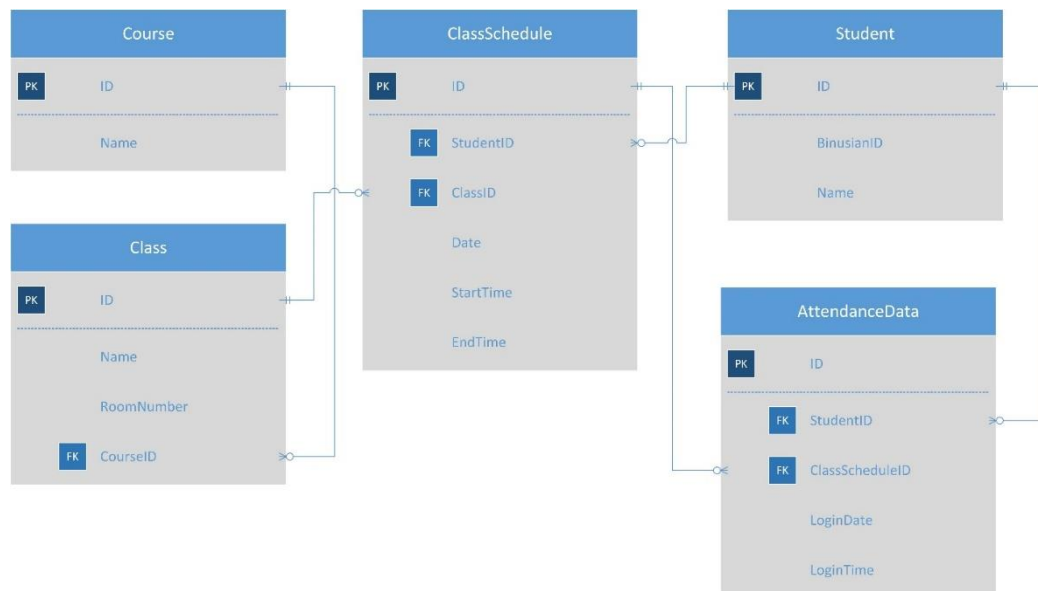 Course
PK ID
Name
Class
PK ID
Name
RoomNumber
FK CourseID
ClassSchedule
PK ID
FK StudentID
FK ClassID
Date
StartTime
EndTime
Student
PK ID
BinusianID
Name
AttendanceData
PK ID
FK StudentID
FK ClassScheduleID
LoginDate
LoginTime